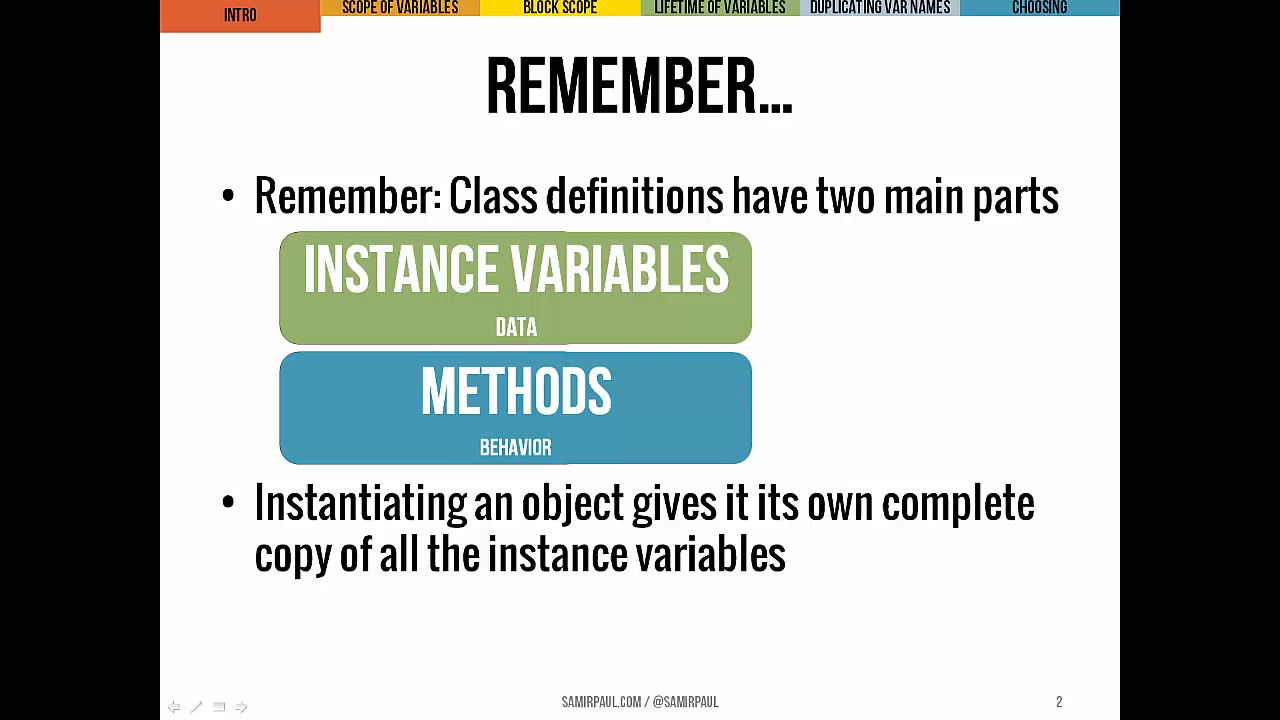 INTRO
SCOPE OF VARIABLES
BLOCK SCOPE
LIFETIME OF VARIABLES
DUPLICATING VAR NAMES
CHOOSING
REMEMBER...
• Remember: Class definitions have two main parts
INSTANCE VARIABLES
DATA
METHODS
BEHAVIOR
• Instantiating an object gives it its own complete
copy of all the instance variables
SAMIRPAUL.COM / @SAMIRPAUL
2